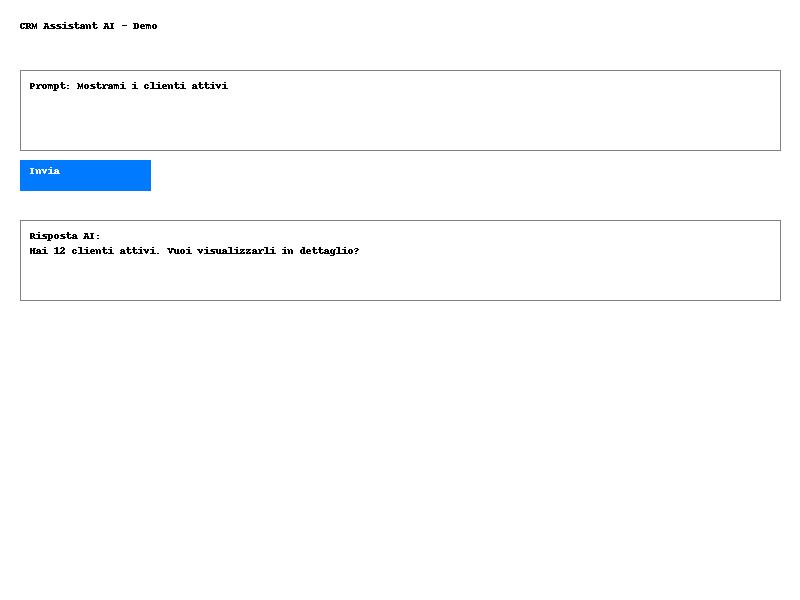 CRM Assistant AI - Demo
Prompt: Mostrami i clienti attivi
Invia
Risposta AI:
Hai 12 clienti attivi. Vuoi visualizzarli in dettaglio?